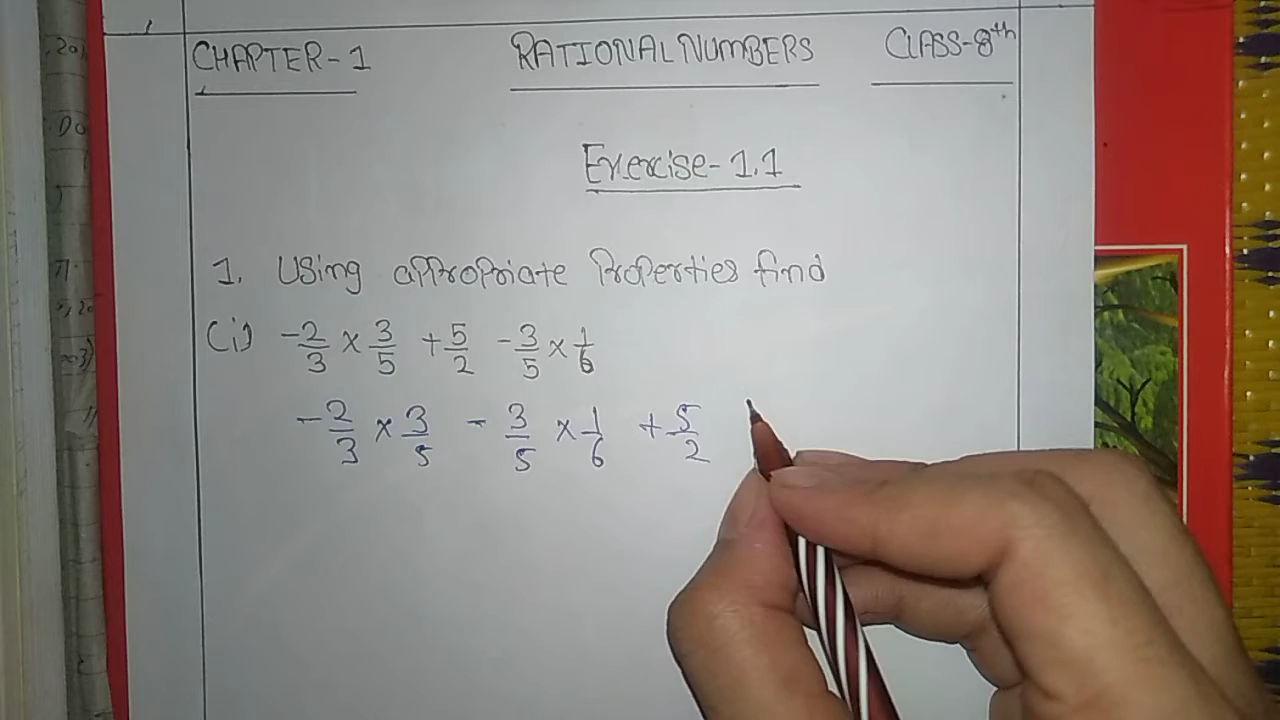 CHAPTER-1 RATIONAL NUMBERS CLASS-8th
Exercise-1.1
1. Using appropriate Properties find
(i) -2/3 × 3/5 + 5/2 - 3/5 × 1/6
-2/3 × 3/5 - 3/5 × 1/6 + 5/2